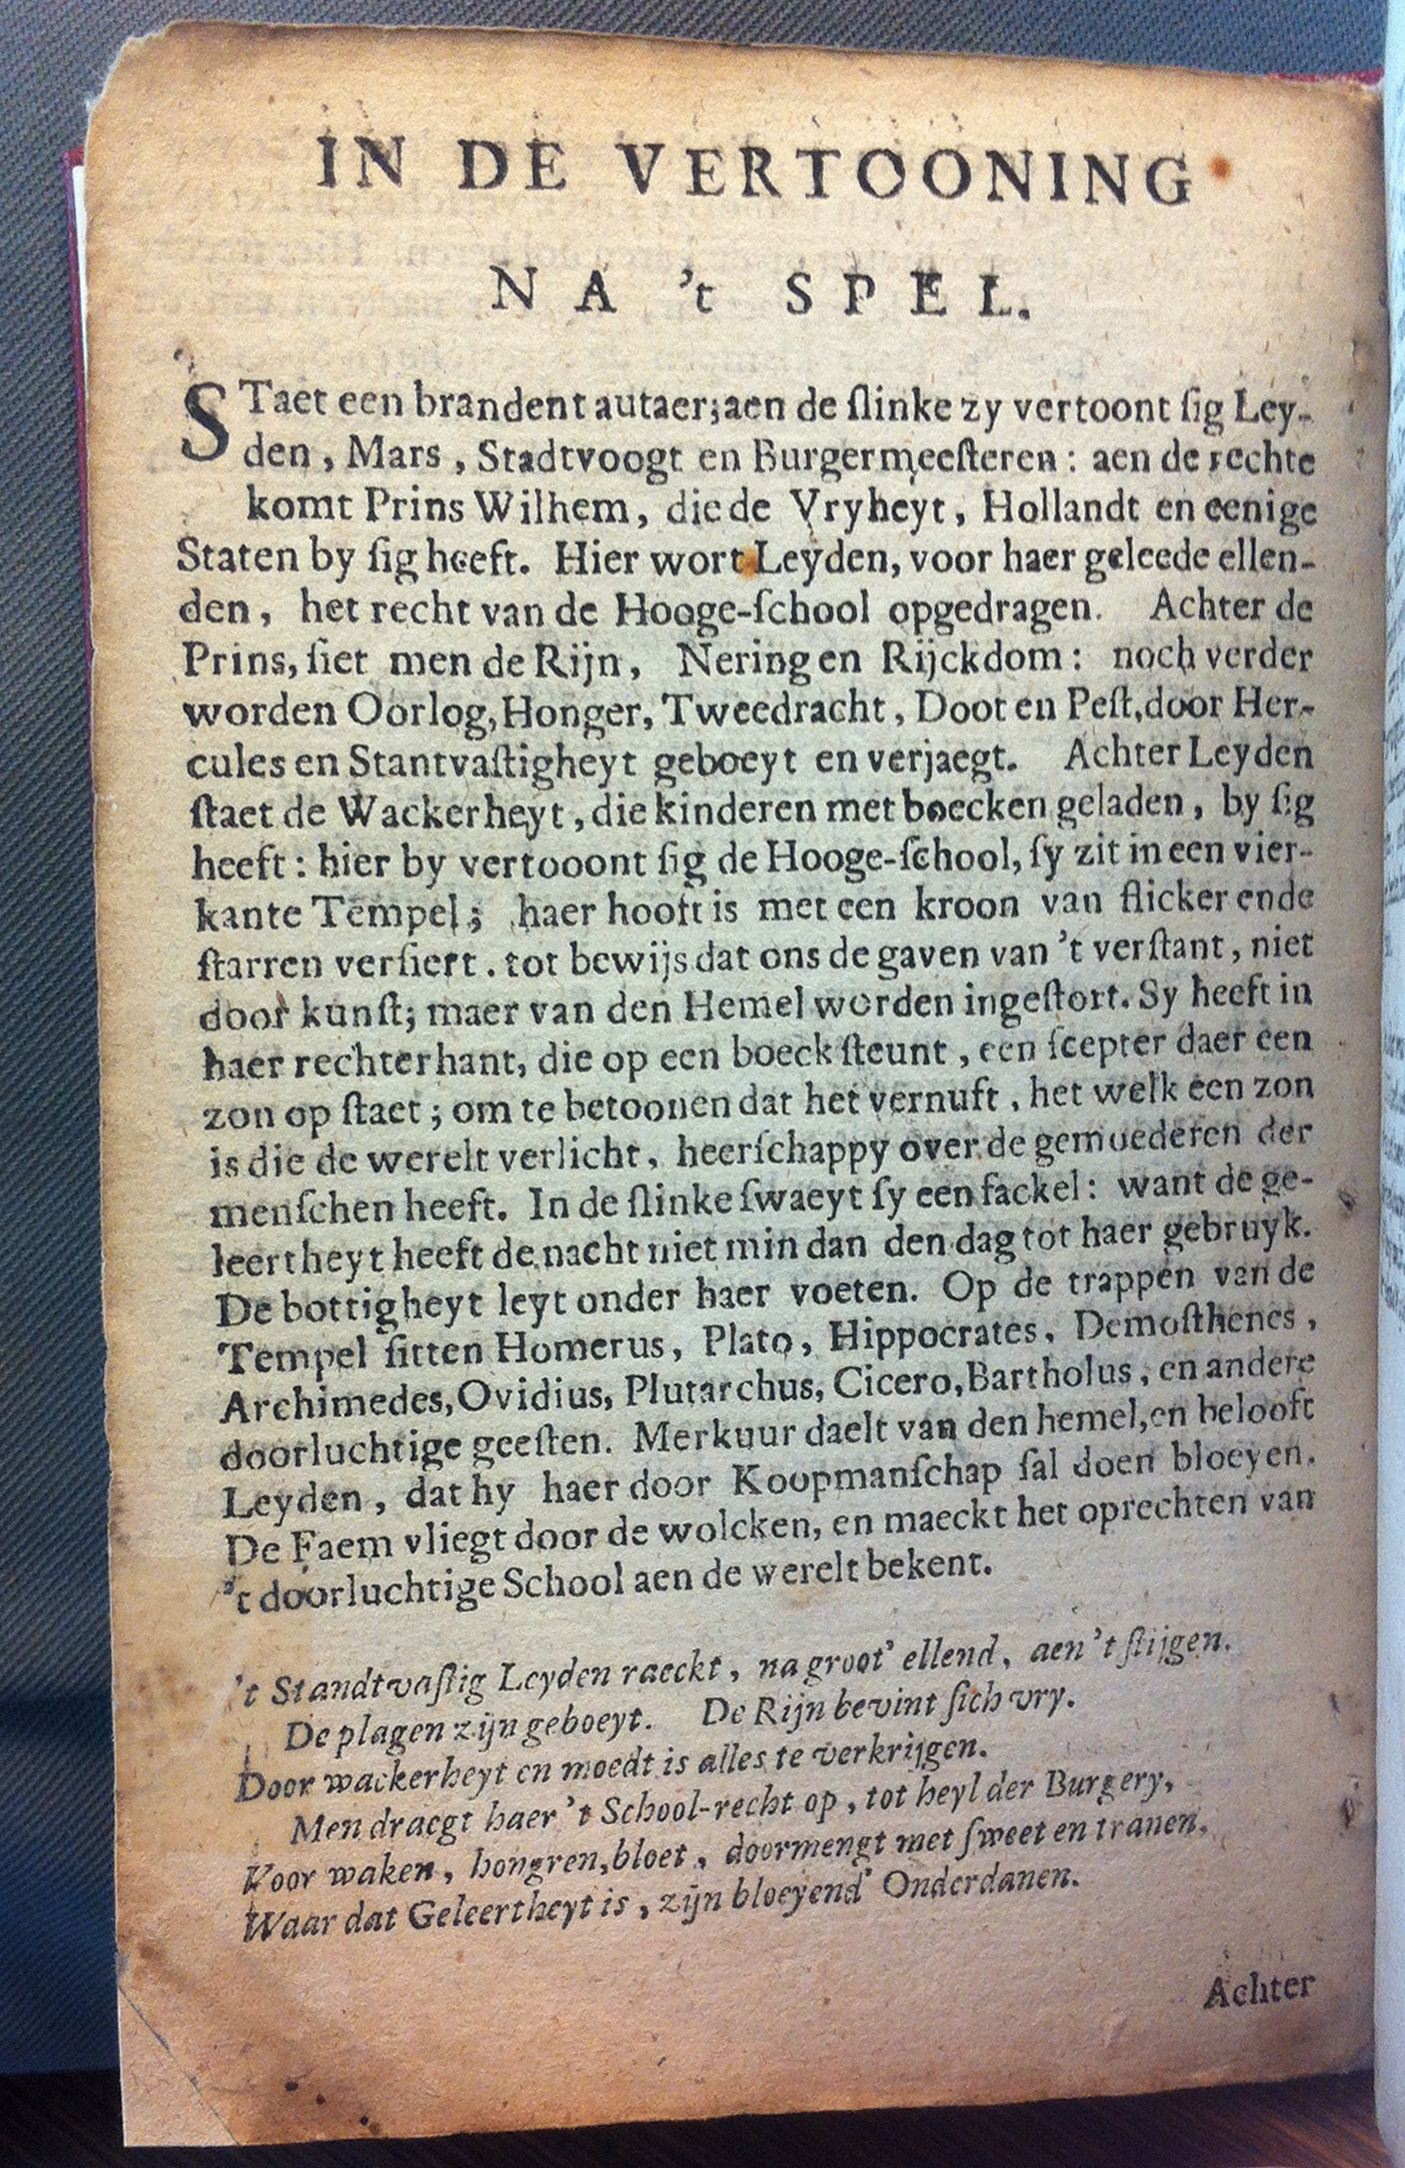 IN DE VERTOONING
NA 't SPEL.
STaet een brandent autaer; aen de ſlinke zy vertoont ſig Ley-
den, Mars, Stadtvoogt en Burgermeeſteren: aen de rechte
komt Prins Wilhem, die de Vryheyt, Hollandt en eenige
Staten by ſig heeft. Hier wort Leyden, voor haer geleede ellen-
den, het recht van de Hooge-ſchool opgedragen. Achter de
Prins, ſiet men de Rijn, Nering en Rijckdom: noch verder
worden Oorlog, Honger, Tweedracht, Doot en Peſt, door Her-
cules en Stantvaſtigheyt geboeyt en verjaegt. Achter Leyden
ſtaet de Wackerheyt, die kinderen met boecken geladen, by ſig
heeft: hier by vertooont ſig de Hooge-ſchool, ſy zit in een vier-
kante Tempel; haer hooft is met een kroon van flickerende
ſtarren verſiert. tot bewijs dat ons de gaven van 't verſtant, niet
door kunſt; maer van den Hemel worden ingeſtort. Sy heeft in
haer rechterhant, die op een boeck ſteunt, een ſcepter daer een
zon op ſtaet; om te betoonen dat het vernuft, het welk een zon
is die de werelt verlicht, heerſchappy over de gemoederen der
menſchen heeft. In de ſlinke ſwaeyt ſy een fackel: want de ge-
leertheyt heeft de nacht niet min dan den dag tot haer gebruyk.
De bottigheyt leyt onder haer voeten. Op de trappen van de
Tempel ſitten Homerus, Plato, Hippocrates, Demoſthenes,
Archimedes, Ovidius, Plutarchus, Cicero, Bartholus, en andere
doorluchtige geeſten. Merkuur daelt van den hemel, en belooft
Leyden, dat hy haer door Koopmanſchap ſal doen bloeyen.
De Faem vliegt door de wolcken, en maeckt het oprechten van
't doorluchtige School aen de werelt bekent.
't Standtvaſtig Leyden raeckt, na groot' ellend, aen 't ſtijgen.
De plagen zijn geboeyt. De Rijn bevint ſich vry.
Door wackerheyt en moedt is alles te verkrijgen.
Men draegt haer 't School-recht op, tot heyl der Burgery,
Voor waken, hongren, bloet, doormengt met ſweet en tranen.
Waar dat Geleertheyt is, zijn bloeyend' Onderdanen.
Achter